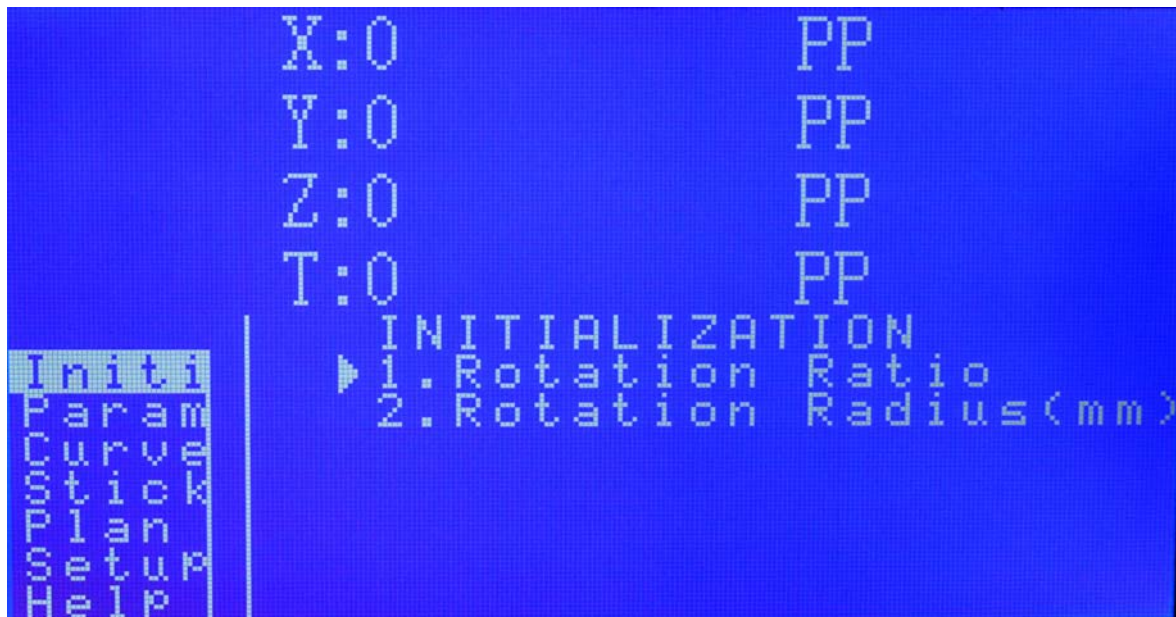 X:0 PP
Y:0 PP
Z:0 PP
T:0 PP
INITIALIZATION
1.Rotation Ratio
2.Rotation Radius(mm)
Initi
Param
Curve
Stick
Plan
Setup
Help